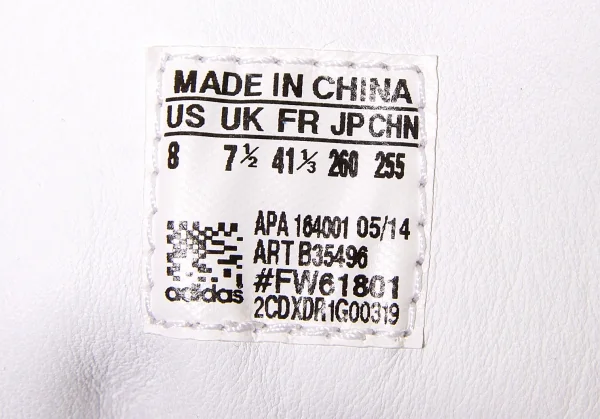 MADE IN CHINA
US UK FR JP CHN
8 7½ 41⅓ 260 255
APA 164001 05/14
ART B35496
#FW61801
adidas 2CDXDR1G00319